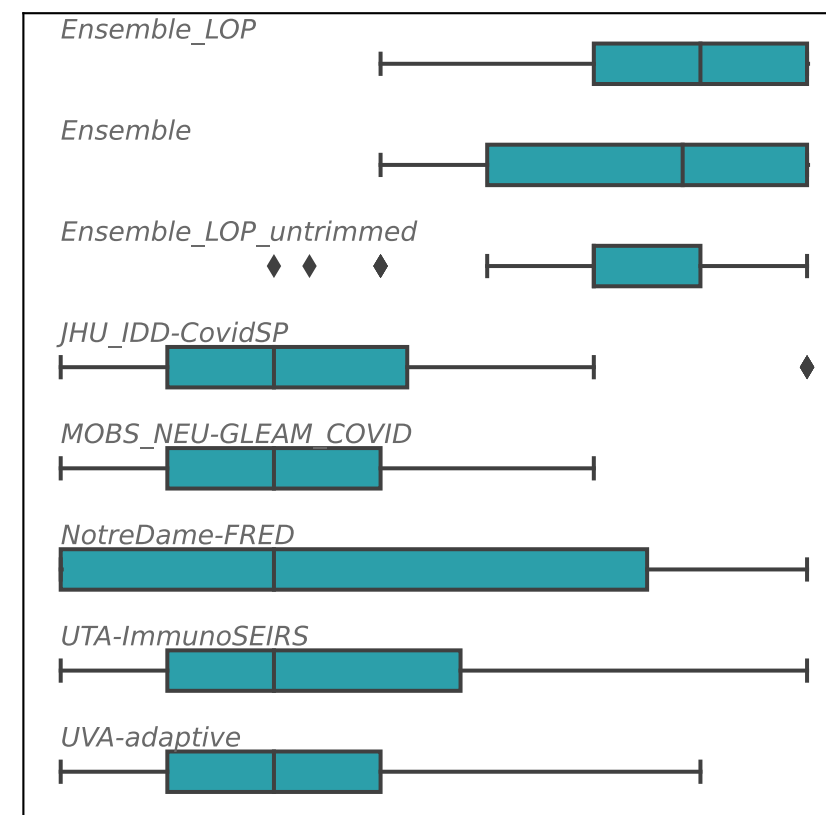 Ensemble_LOP
Ensemble
Ensemble_LOP_untrimmed
JHU_IDD-CovidSP
MOBS_NEU-GLEAM_COVID
NotreDame-FRED
UTA-ImmunoSEIRS
UVA-adaptive